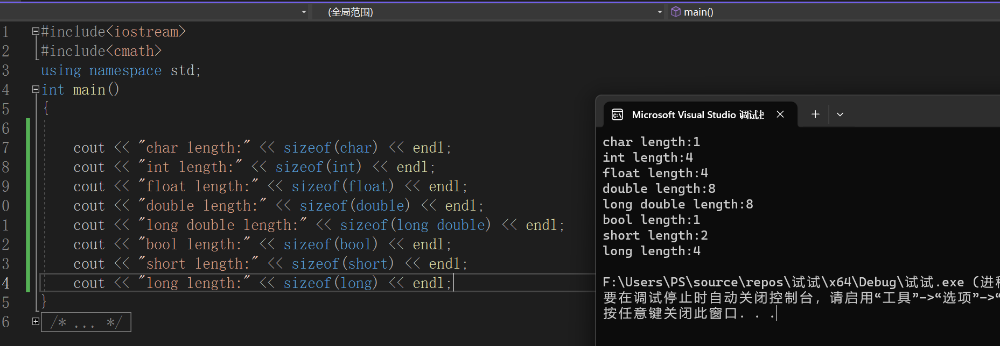 (全局范围)
main()
1 #include<iostream>
2 #include<cmath>
3 using namespace std;
4 int main()
5 {
6
7 cout << "char length:" << sizeof(char) << endl;
8 cout << "int length:" << sizeof(int) << endl;
9 cout << "float length:" << sizeof(float) << endl;
0 cout << "double length:" << sizeof(double) << endl;
1 cout << "long double length:" << sizeof(long double) << endl;
2 cout << "bool length:" << sizeof(bool) << endl;
3 cout << "short length:" << sizeof(short) << endl;
4 cout << "long length:" << sizeof(long) << endl;
5 }
6 /* ... */
Microsoft Visual Studio 调试
char length:1
int length:4
float length:4
double length:8
long double length:8
bool length:1
short length:2
long length:4
F:\Users\PS\source\repos\试试\x64\Debug\试试.exe (进
要在调试停止时自动关闭控制台，请启用“工具”->“选项”->“
按任意键关闭此窗口. . .